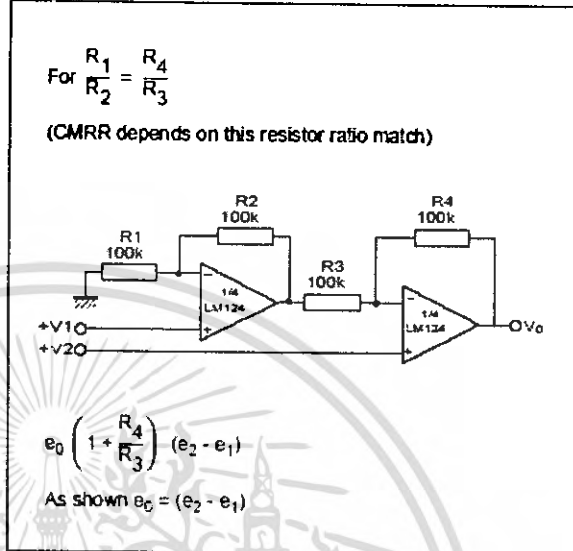 For R1/R2 = R4/R3
(CMRR depends on this resistor ratio match)
R2
100k
R4
100k
R1
100k
R3
100k
1/4
LM124
1/4
LM124
+V1
+V2
Vo
e0 (1 + R4/R3) (e2 - e1)
As shown e0 = (e2 - e1)